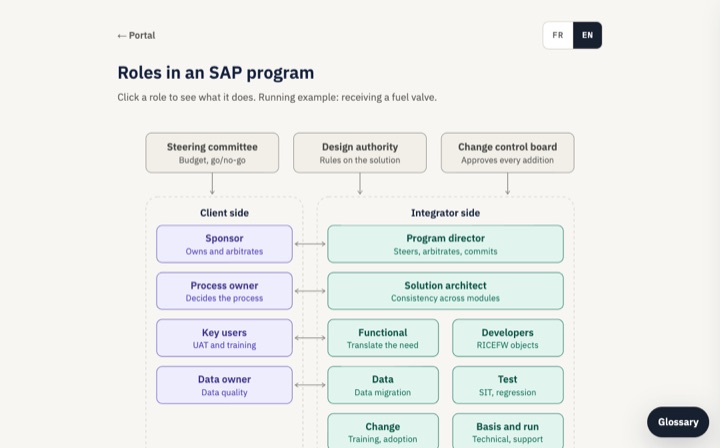 ← Portal
FR
EN
Roles in an SAP program
Click a role to see what it does. Running example: receiving a fuel valve.
Steering committee
Budget, go/no-go
Design authority
Rules on the solution
Change control board
Approves every addition
Client side
Integrator side
Sponsor
Owns and arbitrates
Program director
Steers, arbitrates, commits
Process owner
Decides the process
Solution architect
Consistency across modules
Key users
UAT and training
Functional
Translate the need
Developers
RICEFW objects
Data owner
Data quality
Data
Data migration
Test
SIT, regression
Change
Training, adoption
Basis and run
Technical, support
Glossary